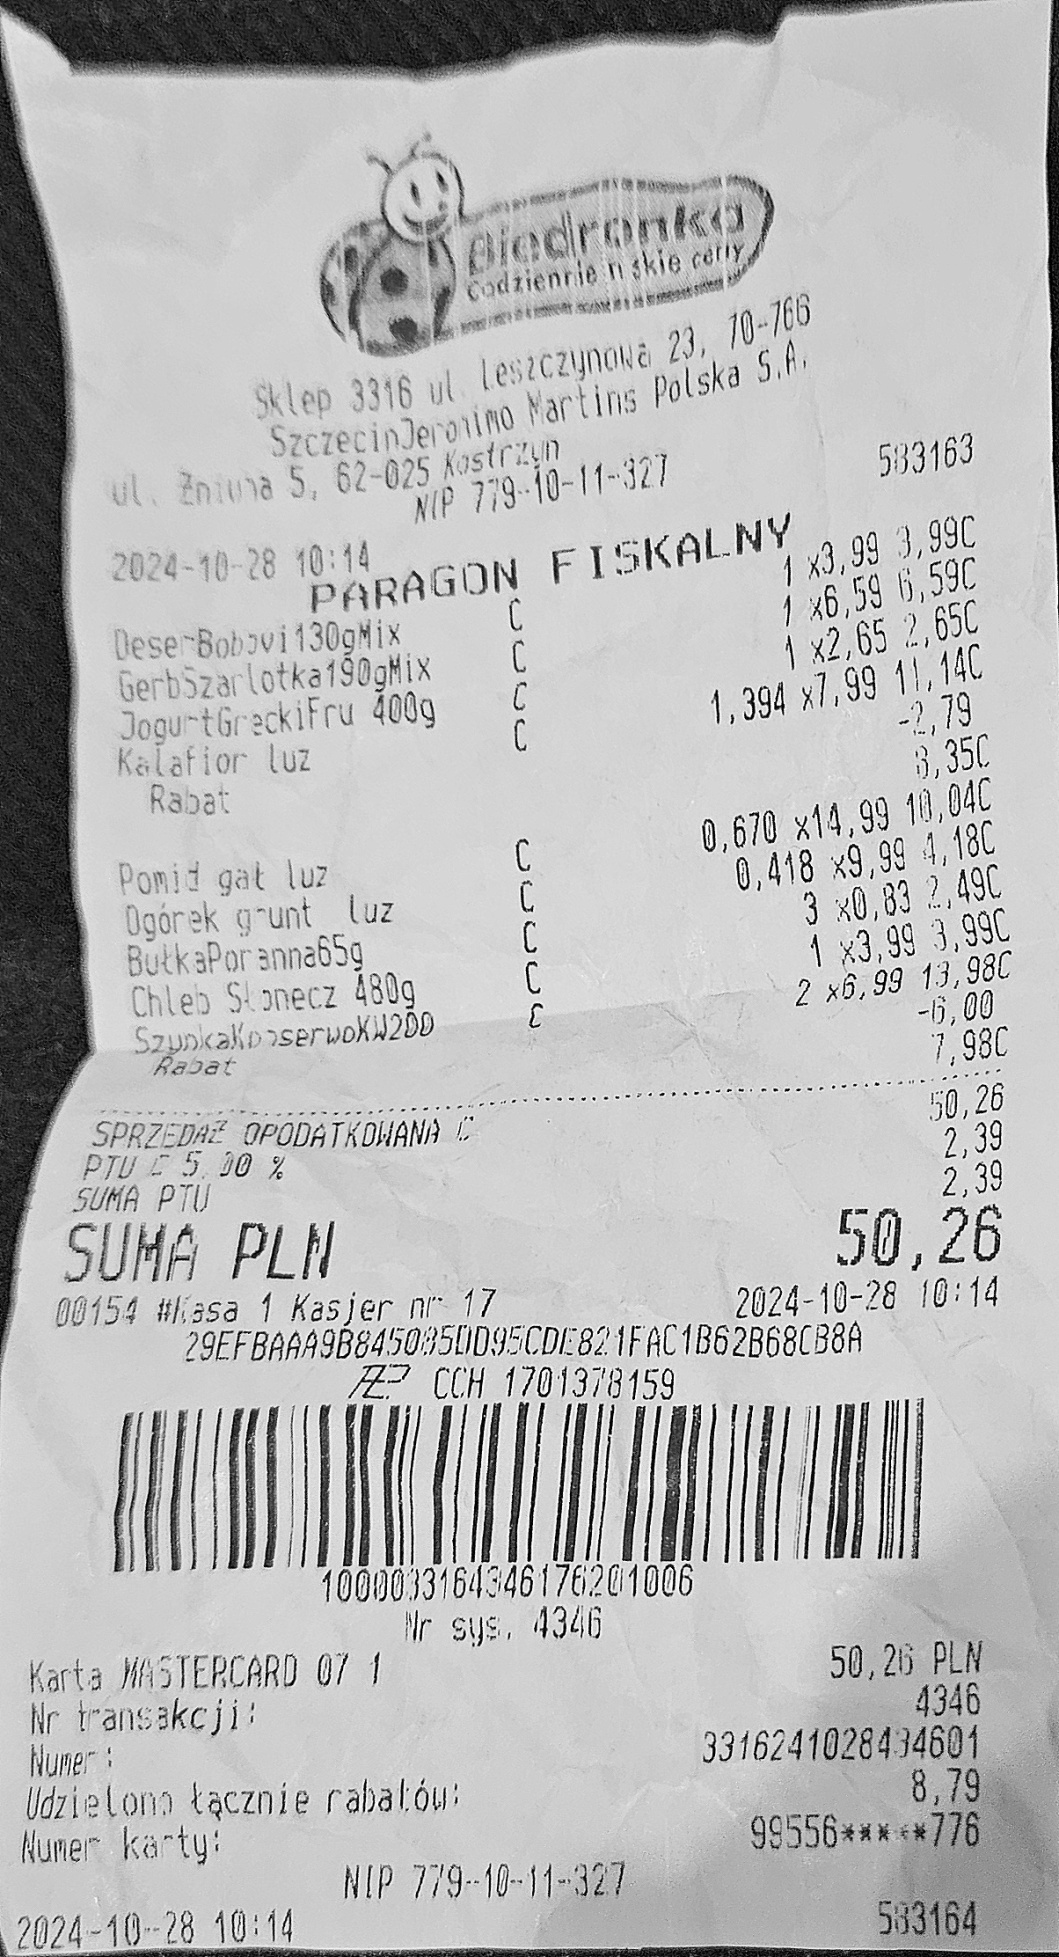 Biedronka
codziennie niskie ceny
Sklep 3316 ul. Leszczynowa 23, 70-766
SzczecinJeronimo Martins Polska S.A.
ul. Żniwna 5, 62-025 Kostrzyn
NIP 779-10-11-327
2024-10-28 10:14 583163
PARAGON FISKALNY
DeserBobovi130gMix C 1 x3,99 3,99C
GerbSzarlotka190gMix C 1 x6,59 6,59C
JogurtGreckiFru 400g C 1 x2,65 2,65C
Kalafior luz C 1,394 x7,99 11,14C
Rabat -2,79
8,35C
Pomid gał luz C 0,670 x14,99 10,04C
Ogórek grunt luz C 0,418 x9,99 4,18C
BułkaPoranna65g C 3 x0,83 2,49C
Chleb Słonecz 480g C 1 x3,99 3,99C
SzynkaKonserwoKW200 C 2 x6,99 13,98C
Rabat -6,00
7,98C
SPRZEDAŻ OPODATKOWANA C 50,26
PTU C 5,00 % 2,39
SUMA PTU 2,39
SUMA PLN 50,26
00154 #Kasa 1 Kasjer nr 17 2024-10-28 10:14
29EFBAAA9B845085DD95CDE821FAC1B62B68CB8A
CCH 1701378159
1000033164346176201006
Nr sys. 4346
Karta MASTERCARD 07 1 50,26 PLN
Nr transakcji: 4346
Numer: 3316241028434601
Udzielono łącznie rabatów: 8,79
Numer karty: 99556*****776
NIP 779-10-11-327
2024-10-28 10:14 583164